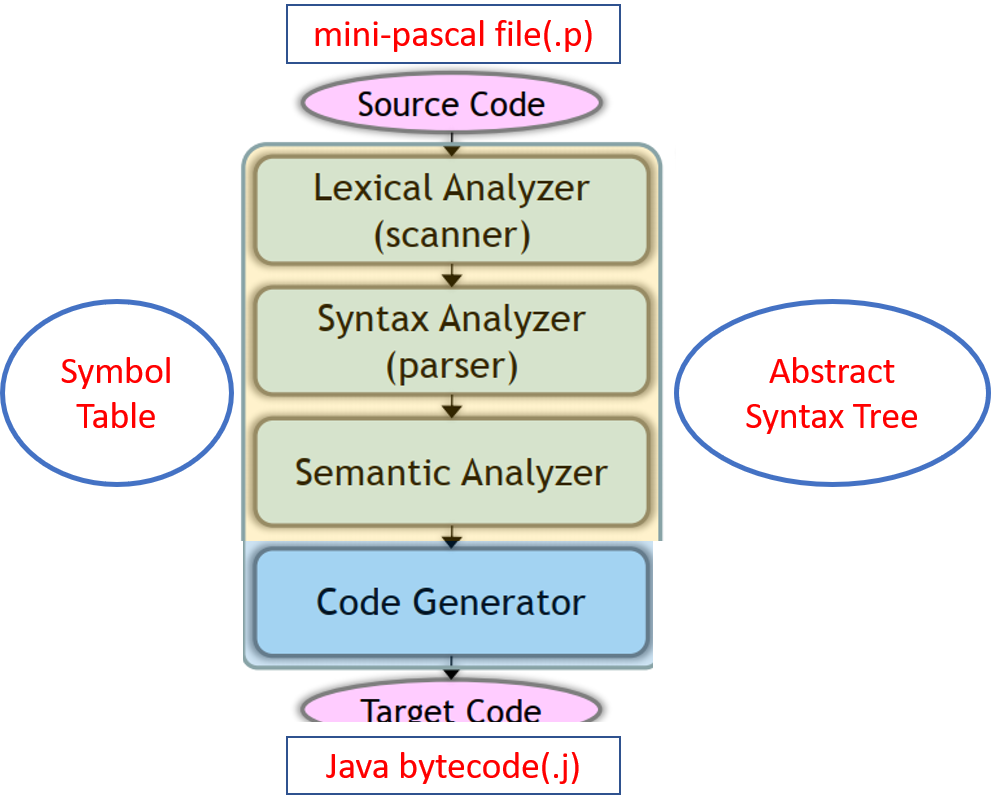 mini-pascal file(.p)
Source Code
Lexical Analyzer
(scanner)
Syntax Analyzer
(parser)
Symbol
Table
Abstract
Syntax Tree
Semantic Analyzer
Code Generator
Target Code
Java bytecode(.j)